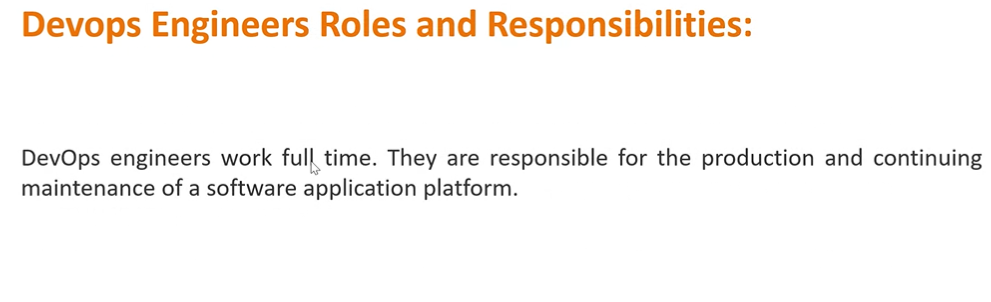 Devops Engineers Roles and Responsibilities:
DevOps engineers work full time. They are responsible for the production and continuing
maintenance of a software application platform.